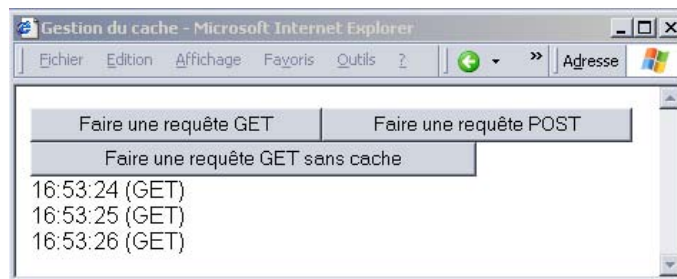 Gestion du cache - Microsoft Internet Explorer
Fichier Edition Affichage Favoris Outils ? » Adresse
Faire une requête GET Faire une requête POST
Faire une requête GET sans cache
16:53:24 (GET)
16:53:25 (GET)
16:53:26 (GET)